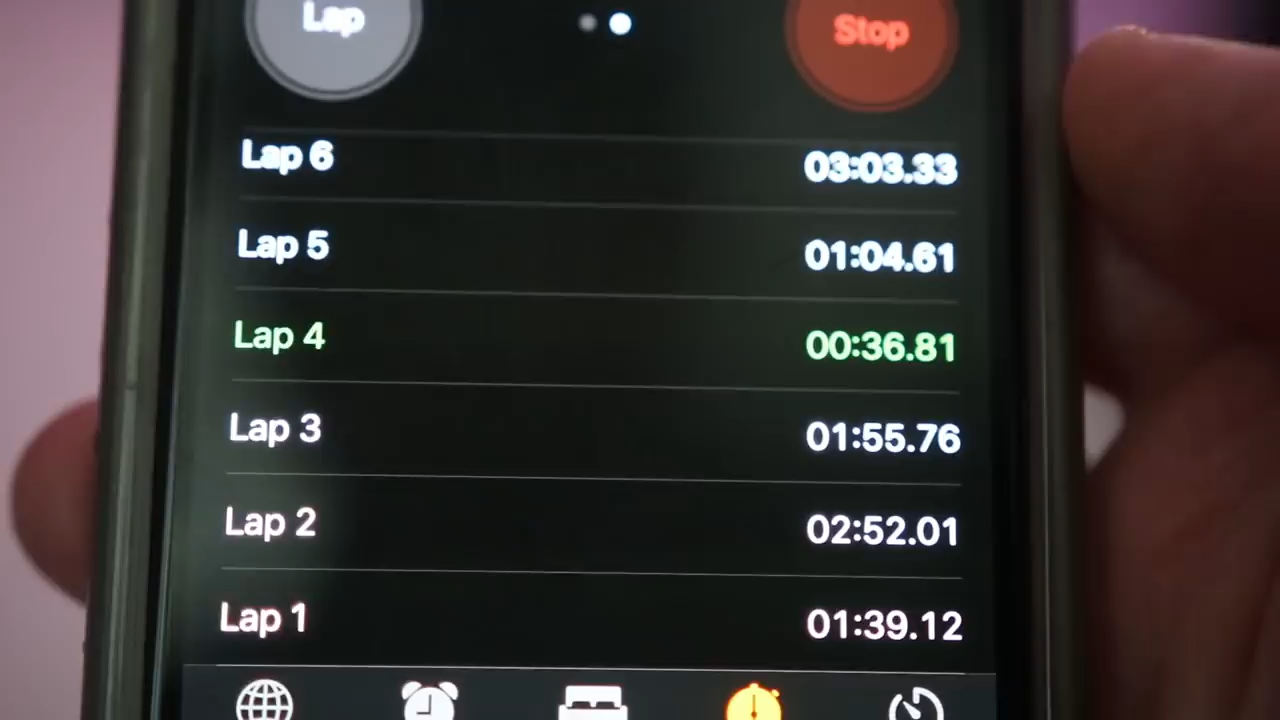 Lap
Stop
Lap 6 03:03.33
Lap 5 01:04.61
Lap 4 00:36.81
Lap 3 01:55.76
Lap 2 02:52.01
Lap 1 01:39.12